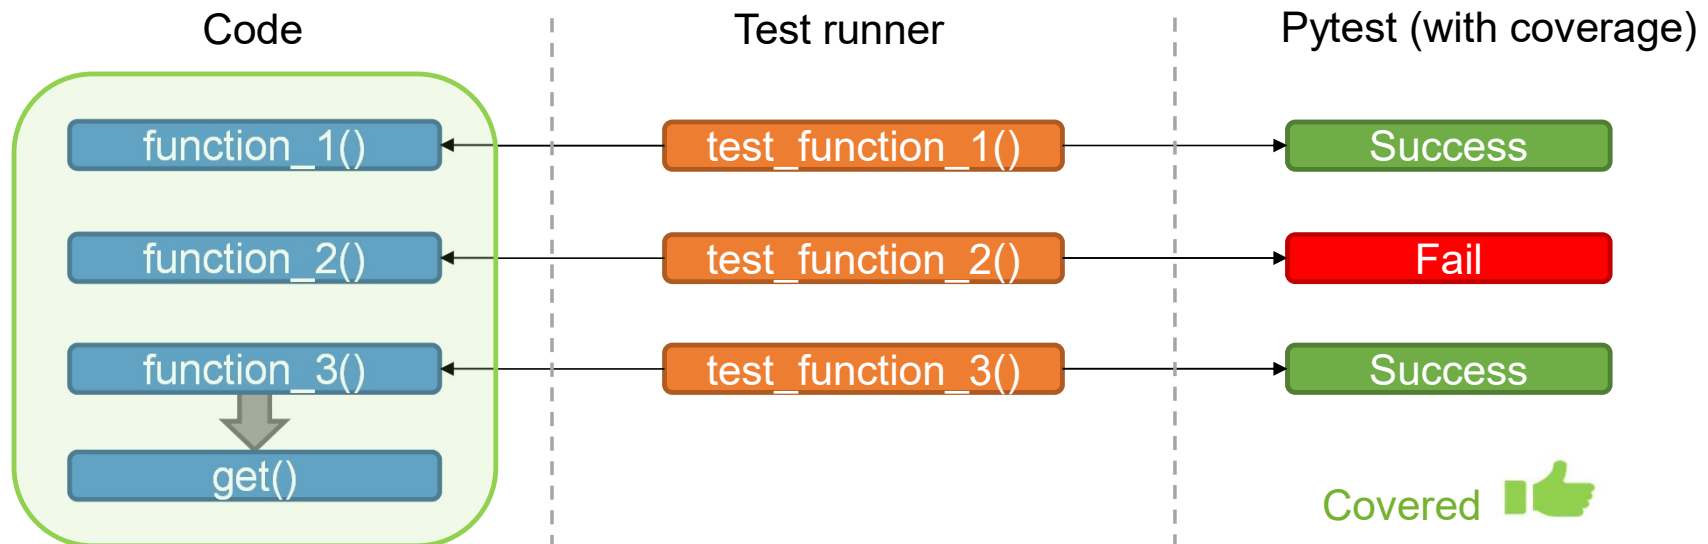 Code
Test runner
Pytest (with coverage)
function_1()
test_function_1()
Success
function_2()
test_function_2()
Fail
function_3()
test_function_3()
Success
get()
Covered